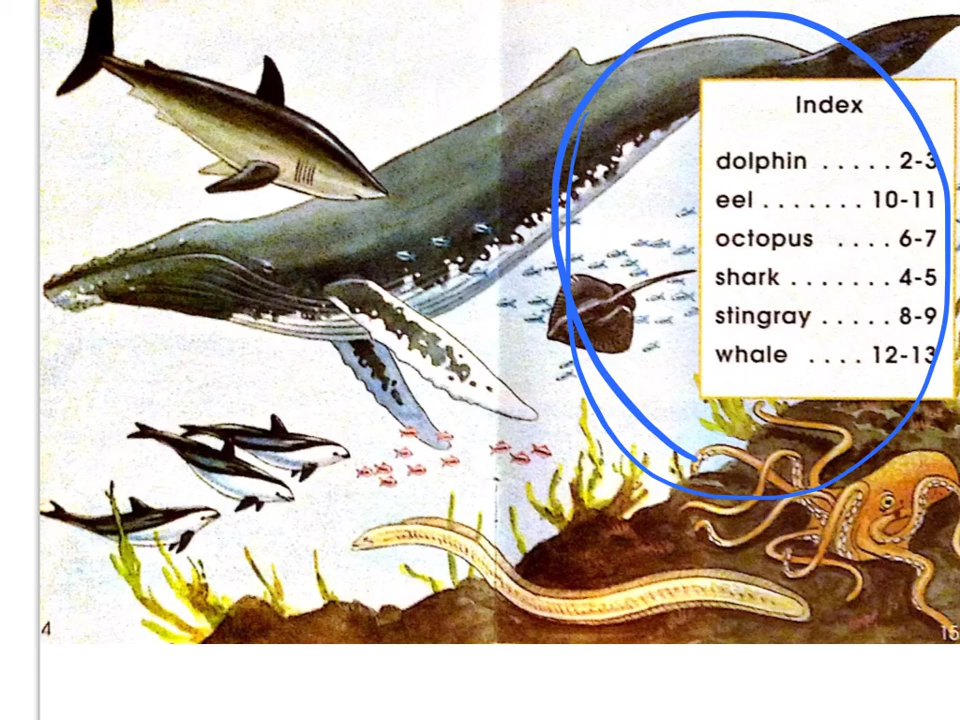 Index
dolphin ..... 2-3
eel ....... 10-11
octopus .... 6-7
shark ....... 4-5
stingray ..... 8-9
whale .... 12-13
4
15